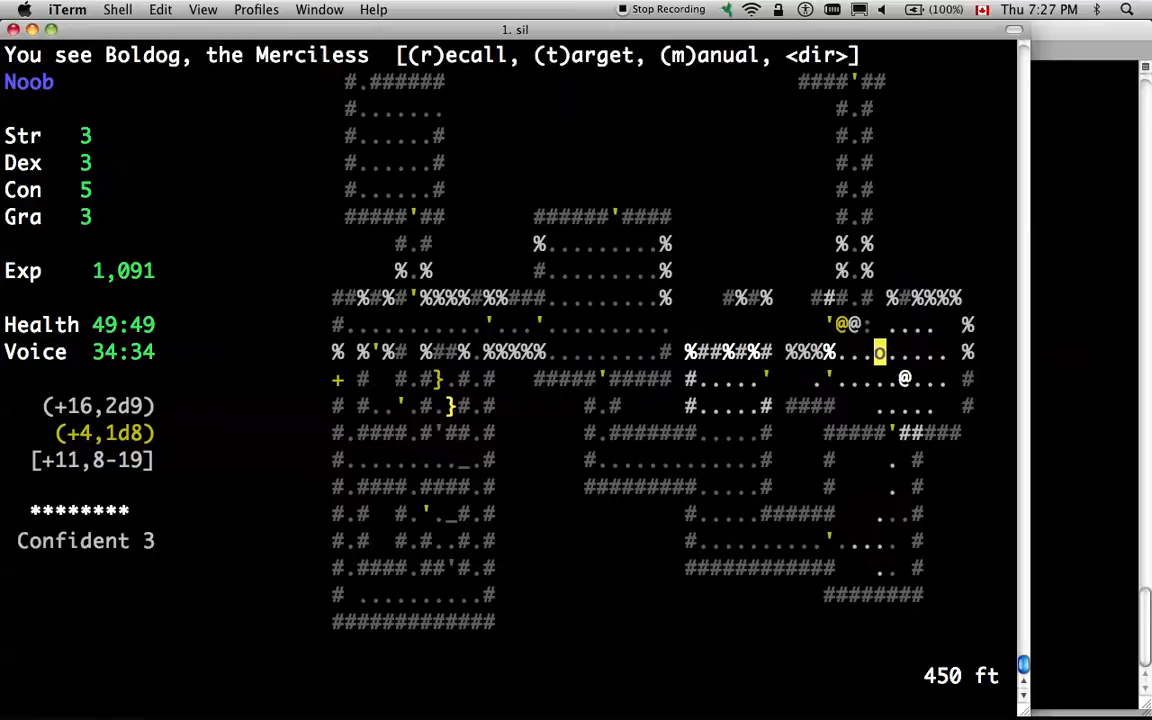 iTerm Shell Edit View Profiles Window Help Stop Recording (100%) Thu 7:27 PM
1. sil
You see Boldog, the Merciless [(r)ecall, (t)arget, (m)anual, <dir>]
Noob
Str 3
Dex 3
Con 5
Gra 3
Exp 1,091
Health 49:49
Voice 34:34
(+16,2d9)
(+4,1d8)
[+11,8-19]
********
Confident 3
450 ft